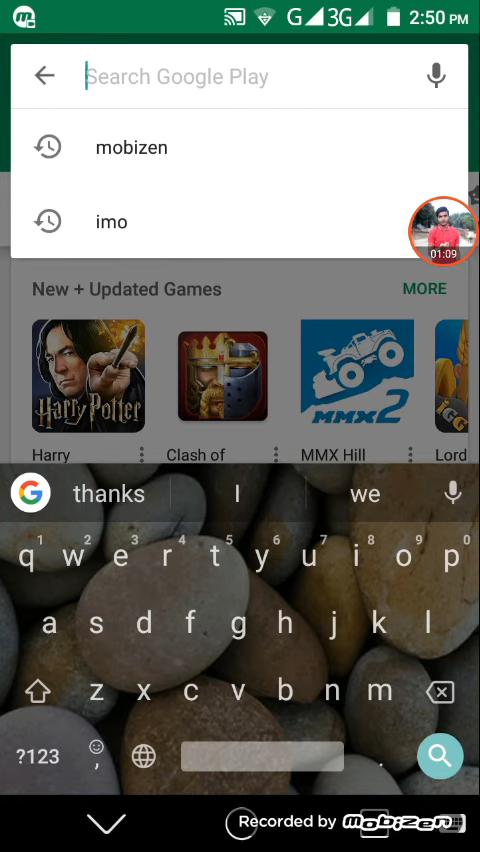 G 3G 2:50 PM
Search Google Play
mobizen
imo
01:09
New + Updated Games MORE
Harry Potter
MMX2
IGG
Harry Clash of MMX Hill Lord
thanks I we
1 2 3 4 5 6 7 8 9 0
q w e r t y u i o p
a s d f g h j k l
z x c v b n m
?123 , .
Recorded by mobizen